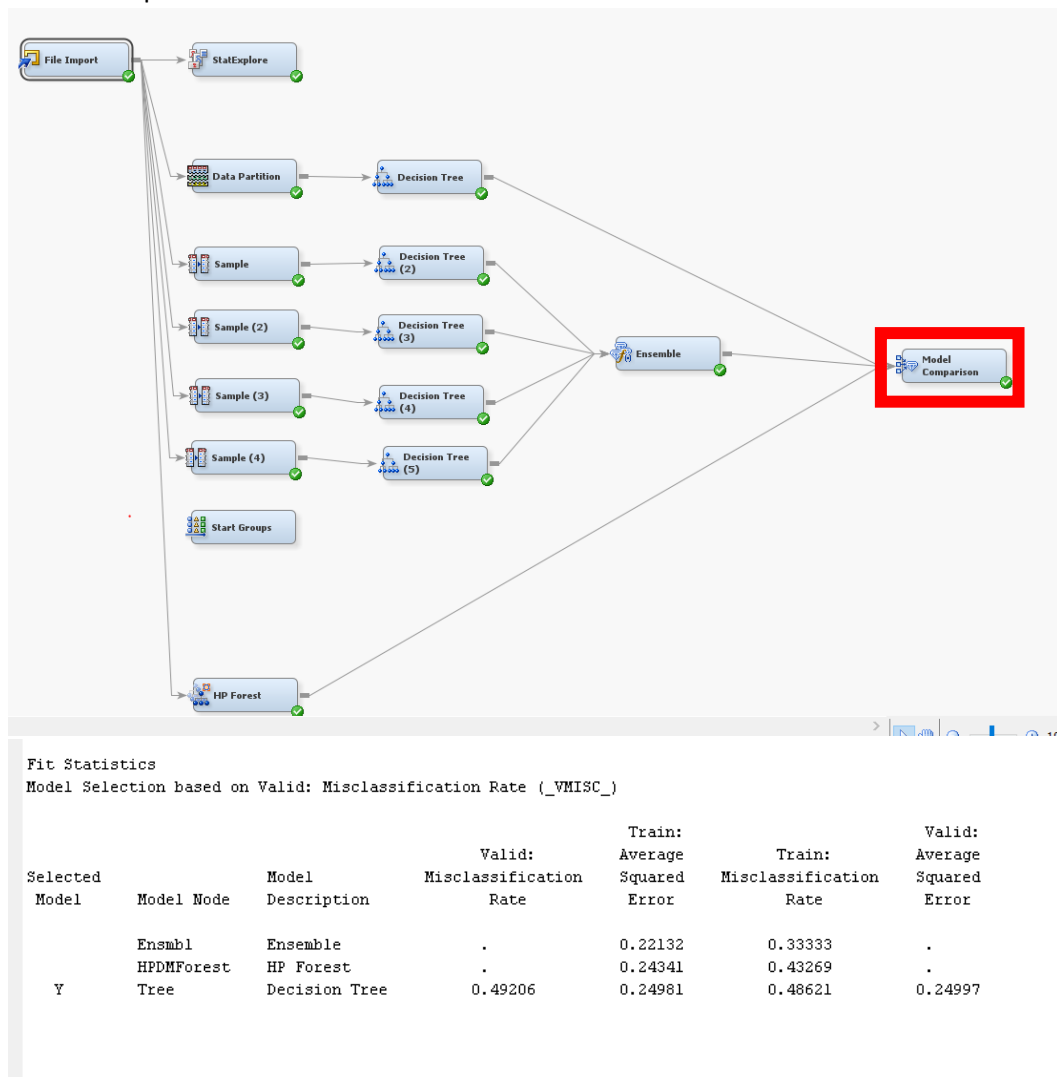 File Import
StatExplore
Data Partition
Decision Tree
Sample
Decision Tree
(2)
Sample (2)
Decision Tree
(3)
Ensemble
Model
Comparison
Sample (3)
Decision Tree
(4)
Sample (4)
Decision Tree
(5)
Start Groups
HP Forest
Fit Statistics
Model Selection based on Valid: Misclassification Rate (_VMISC_)
Train: Valid:
Valid: Average Train: Average
Selected Model Misclassification Squared Misclassification Squared
Model Model Node Description Rate Error Rate Error
Ensmbl Ensemble . 0.22132 0.33333 .
HPDMForest HP Forest . 0.24341 0.43269 .
Y Tree Decision Tree 0.49206 0.24981 0.48621 0.24997